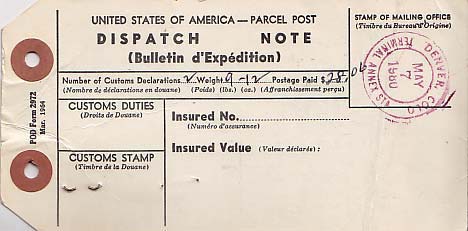 UNITED STATES OF AMERICA—PARCEL POST
DISPATCH NOTE
(Bulletin d'Expédition)
STAMP OF MAILING OFFICE
(Timbre du Bureau d'Origine)
Number of Customs Declarations 2 Weight 9-12 Postage Paid $ 28.06
(Nombre de déclarations en douane) (Poids) (lbs.) (oz.) (Affranchissement perçu)
DENVER, COLO
TERMINAL ANNEX
MAY
7
1980
POD Form 2972
Mar. 1964
CUSTOMS DUTIES
(Droits de Douane)
Insured No.
(Numéro d'assurance)
CUSTOMS STAMP
(Timbre de la Douane)
Insured Value (Valeur déclarée) :